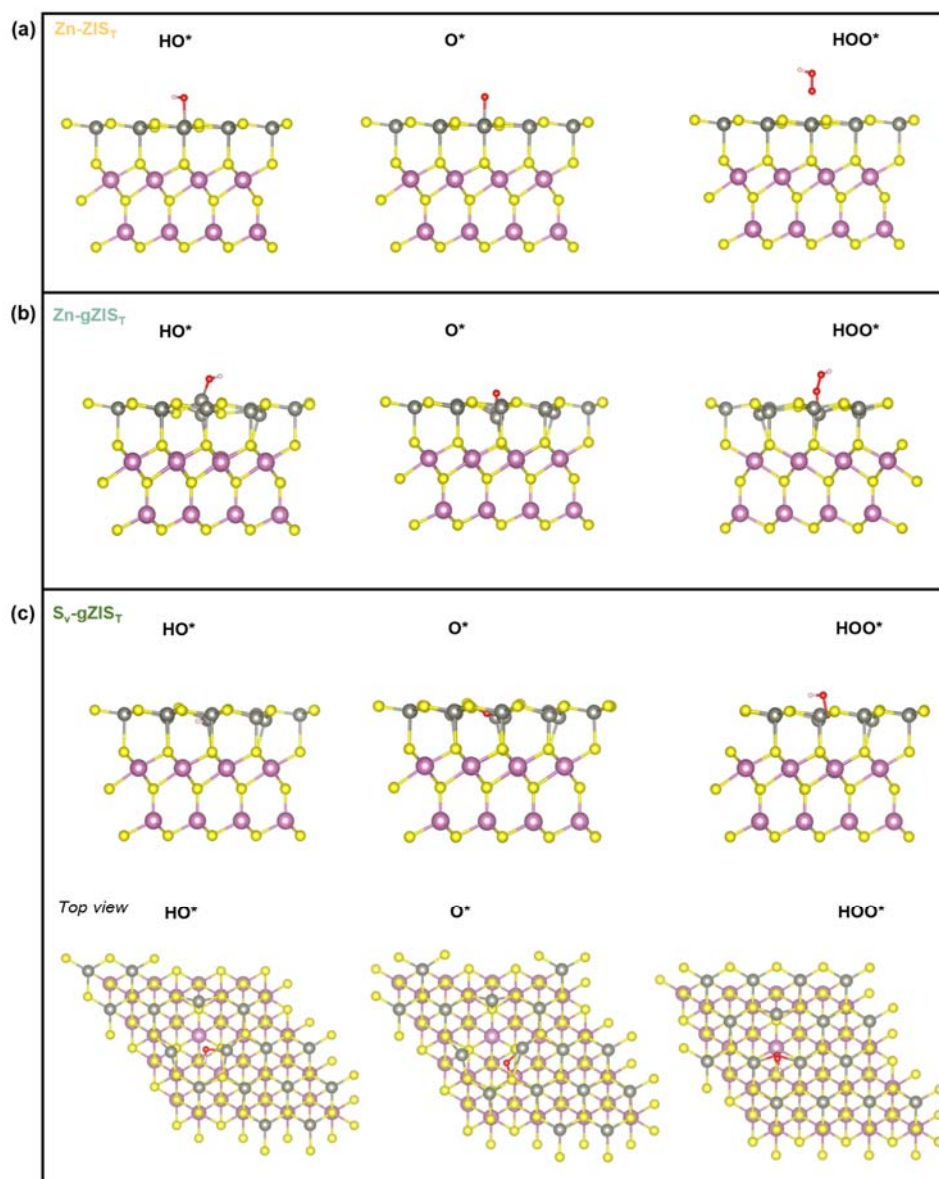 (a) Zn-ZIS_T
HO* O* HOO*
(b) Zn-gZIS_T
HO* O* HOO*
(c) S_v-gZIS_T
HO* O* HOO*
Top view HO* O* HOO*